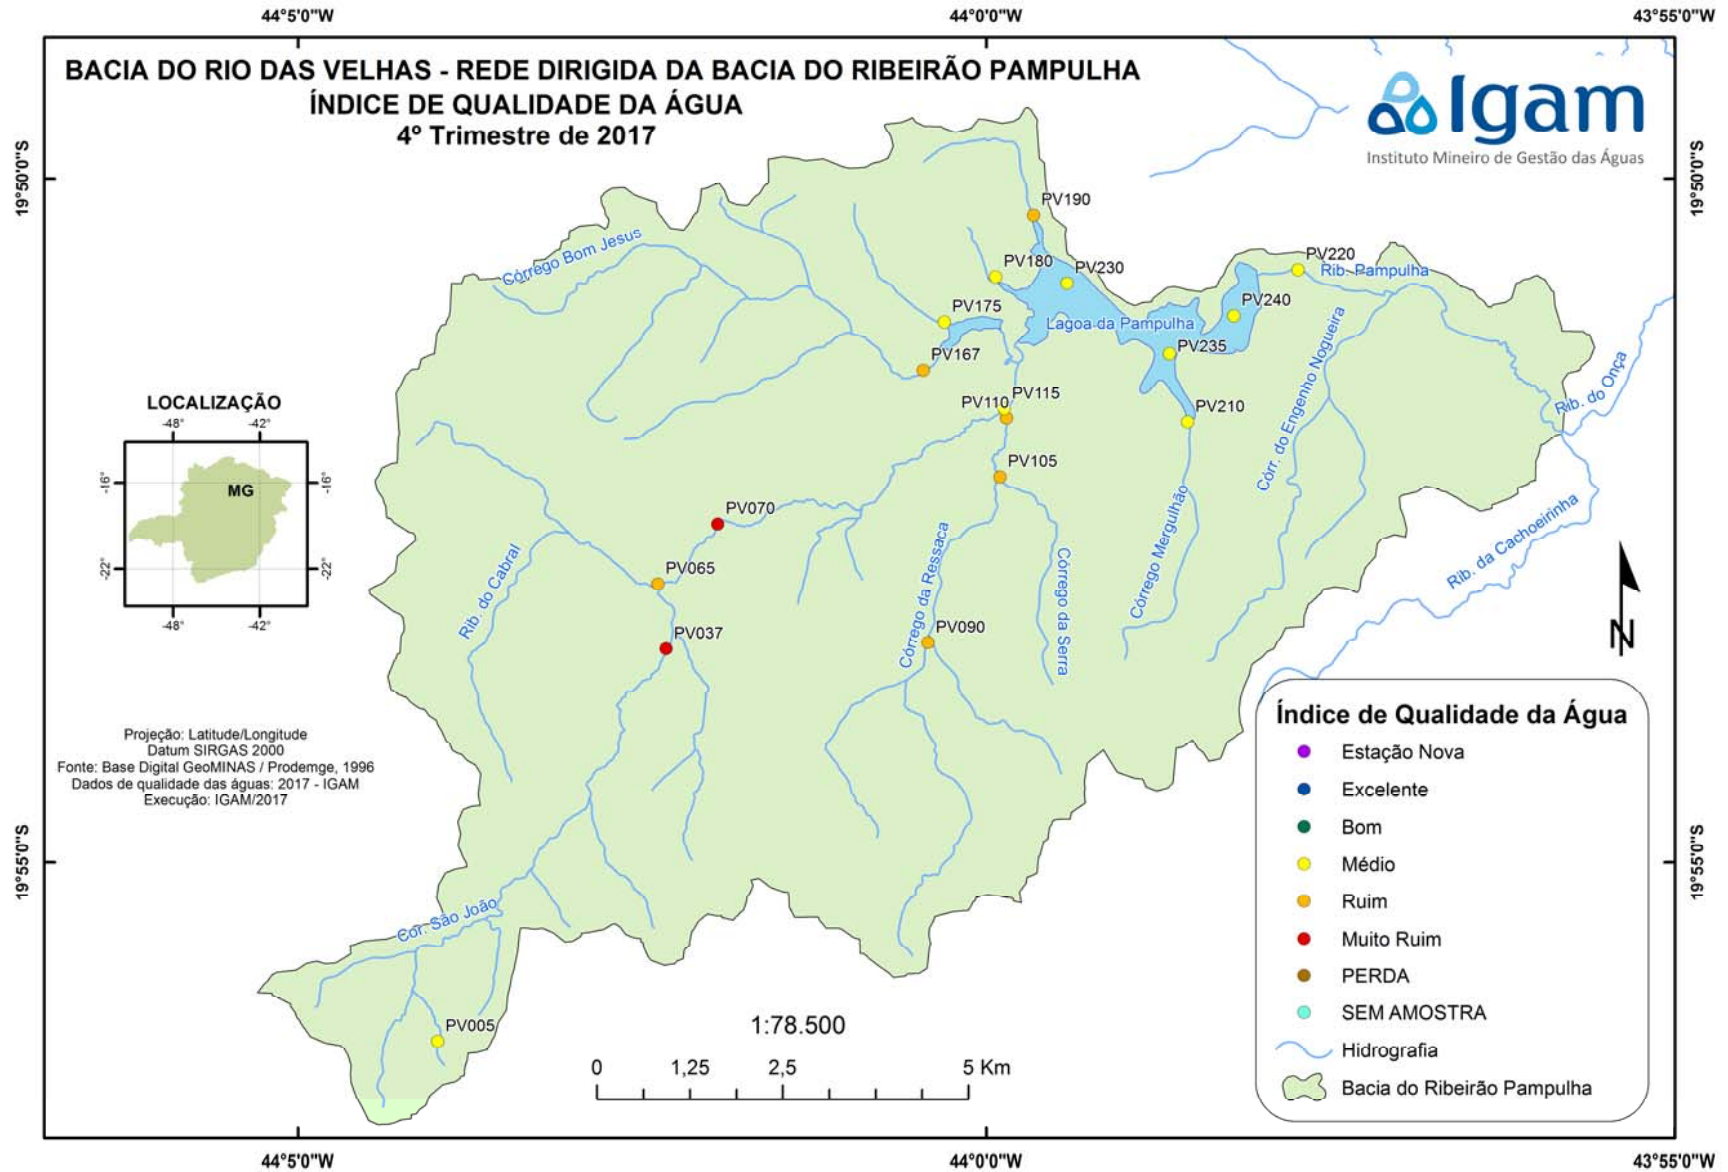 44°5'0"W
44°0'0"W
43°55'0"W
BACIA DO RIO DAS VELHAS - REDE DIRIGIDA DA BACIA DO RIBEIRÃO PAMPULHA
ÍNDICE DE QUALIDADE DA ÁGUA
4º Trimestre de 2017
Igam
Instituto Mineiro de Gestão das Águas
19°50'0"S
19°50'0"S
PV190
Córrego Bom Jesus
PV180
PV230
PV220
Rib. Pampulha
PV175
PV240
Lagoa da Pampulha
PV235
PV167
Córr. do Engenho Nogueira
Rib. do Onça
PV115
PV110
PV210
PV105
LOCALIZAÇÃO
-48°
-42°
-16°
-16°
MG
-22°
-22°
-48°
-42°
PV070
PV065
Rib. do Cabral
PV037
Córrego da Ressaca
Córrego da Serra
Córrego Mergulhão
Rib. da Cachoeirinha
PV090
N
Projeção: Latitude/Longitude
Datum SIRGAS 2000
Fonte: Base Digital GeoMINAS / Prodemge, 1996
Dados de qualidade das águas: 2017 - IGAM
Execução: IGAM/2017
19°55'0"S
19°55'0"S
Cor. São João
PV005
1:78.500
0 1,25 2,5 5 Km
Índice de Qualidade da Água
Estação Nova
Excelente
Bom
Médio
Ruim
Muito Ruim
PERDA
SEM AMOSTRA
Hidrografia
Bacia do Ribeirão Pampulha
44°5'0"W
44°0'0"W
43°55'0"W